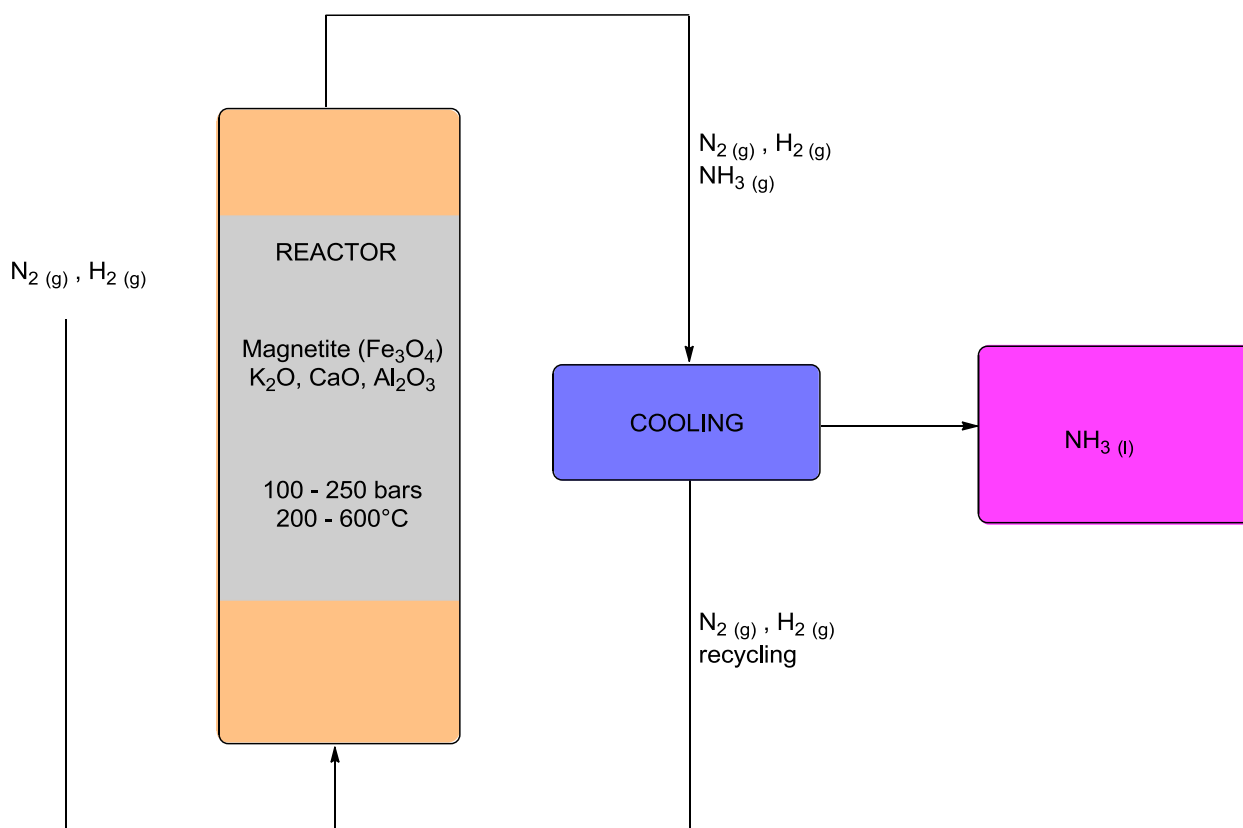 N2 (g) , H2 (g)
REACTOR
Magnetite (Fe3O4)
K2O, CaO, Al2O3
100 - 250 bars
200 - 600°C
N2 (g) , H2 (g)
NH3 (g)
COOLING
NH3 (l)
N2 (g) , H2 (g)
recycling